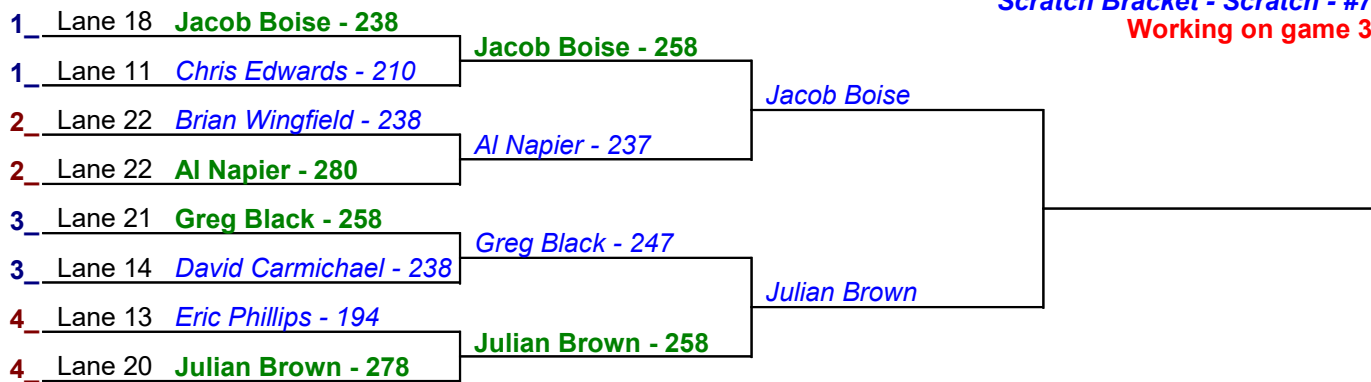 Scratch Bracket - Scratch - #7
Working on game 3
1_ Lane 18 Jacob Boise - 238
1_ Lane 11 Chris Edwards - 210
2_ Lane 22 Brian Wingfield - 238
2_ Lane 22 Al Napier - 280
3_ Lane 21 Greg Black - 258
3_ Lane 14 David Carmichael - 238
4_ Lane 13 Eric Phillips - 194
4_ Lane 20 Julian Brown - 278
Jacob Boise - 258
Al Napier - 237
Greg Black - 247
Julian Brown - 258
Jacob Boise
Julian Brown